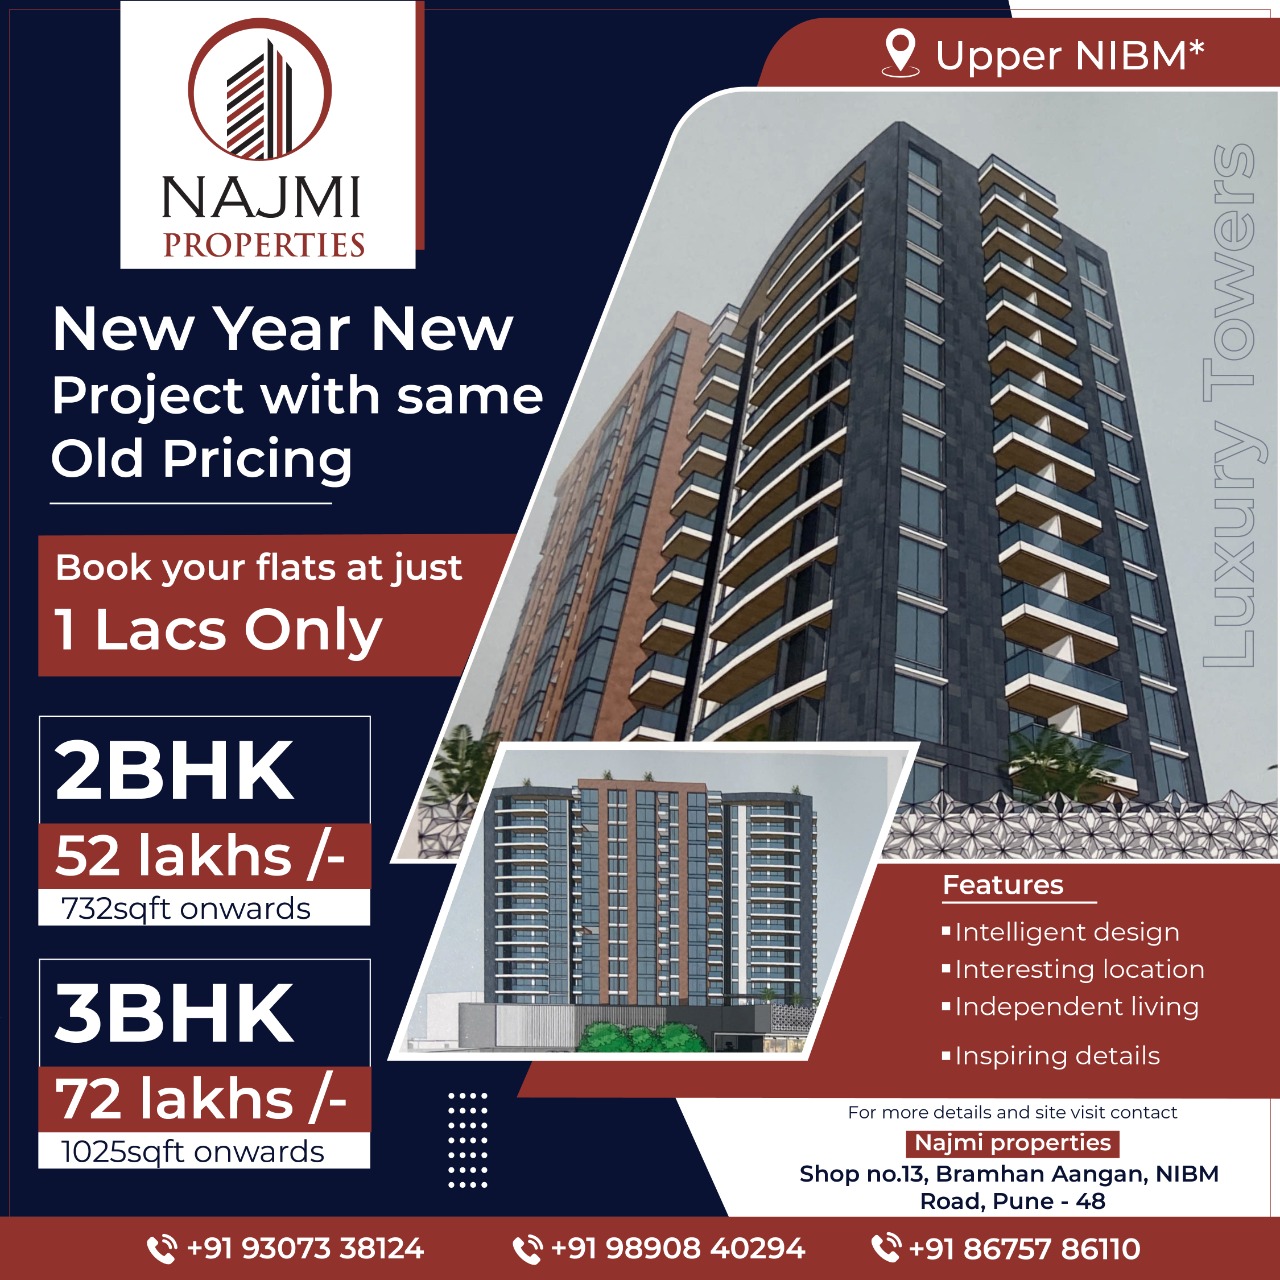 NAJMI
PROPERTIES
Upper NIBM*
Luxury Towers
New Year New
Project with same
Old Pricing
Book your flats at just
1 Lacs Only
2BHK
52 lakhs /-
732sqft onwards
3BHK
72 lakhs /-
1025sqft onwards
Features
Intelligent design
Interesting location
Independent living
Inspiring details
For more details and site visit contact
Najmi properties
Shop no.13, Bramhan Aangan, NIBM
Road, Pune - 48
+91 93073 38124
+91 98908 40294
+91 86757 86110